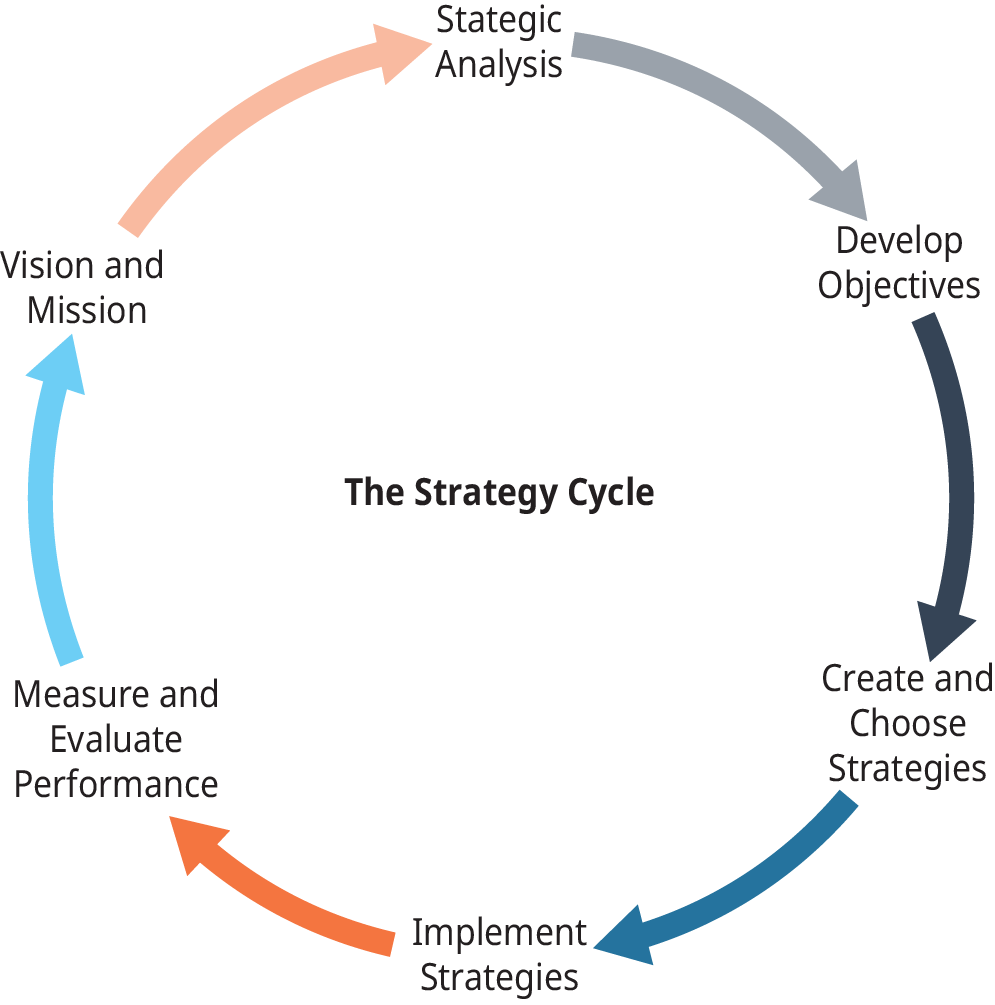 Stategic
Analysis
Develop
Objectives
Vision and
Mission
The Strategy Cycle
Create and
Choose
Strategies
Measure and
Evaluate
Performance
Implement
Strategies